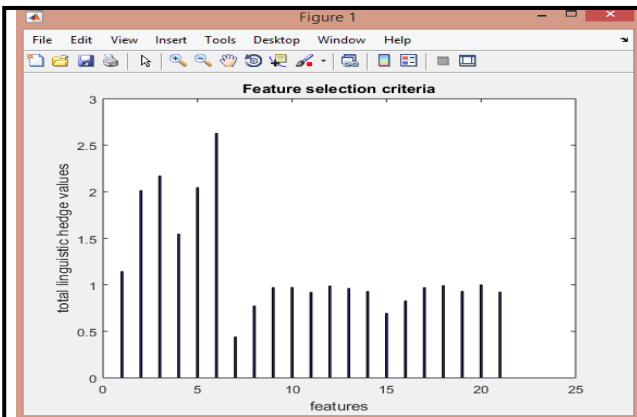 Figure 1
File Edit View Insert Tools Desktop Window Help
Feature selection criteria
3
2.5
2
1.5
1
0.5
0
total linguistic hedge values
0 5 10 15 20 25
features